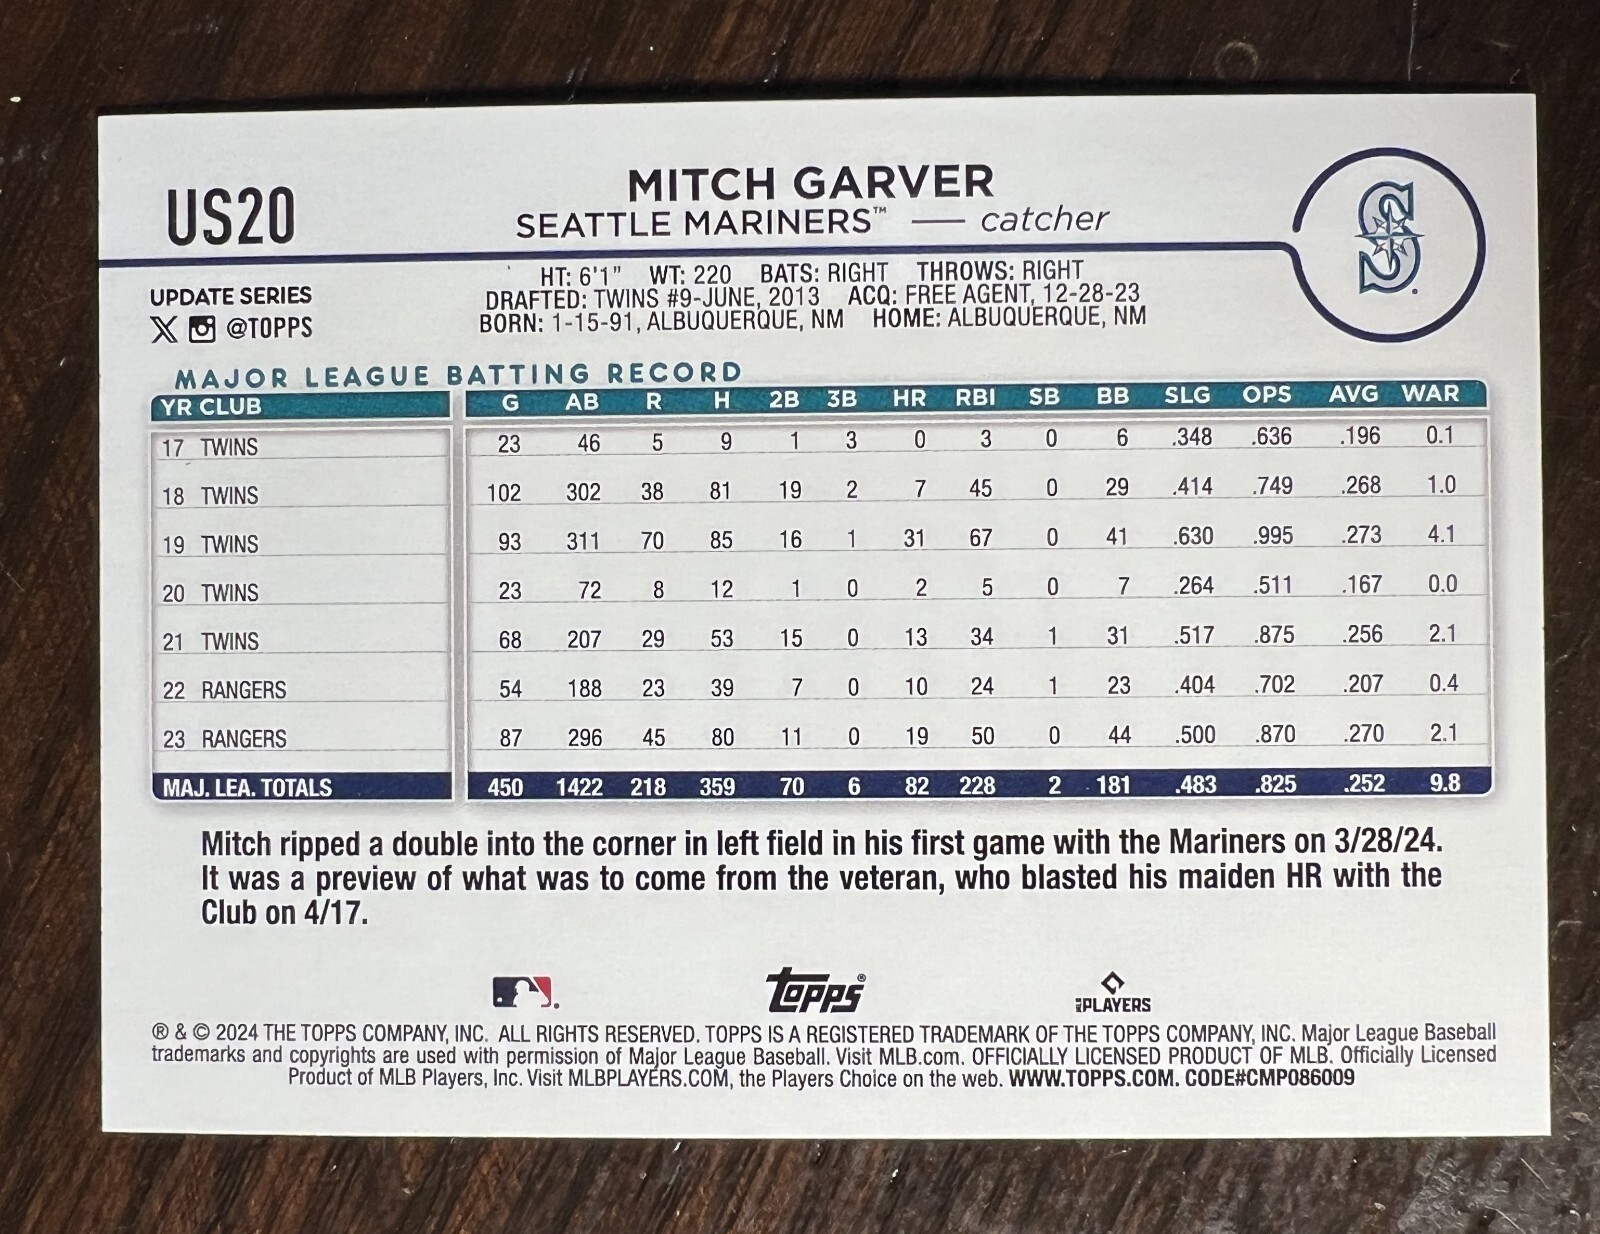 US20
MITCH GARVER
SEATTLE MARINERS™ — catcher
S
UPDATE SERIES
X @TOPPS
HT: 6'1" WT: 220 BATS: RIGHT THROWS: RIGHT
DRAFTED: TWINS #9-JUNE, 2013 ACQ: FREE AGENT, 12-28-23
BORN: 1-15-91, ALBUQUERQUE, NM HOME: ALBUQUERQUE, NM
MAJOR LEAGUE BATTING RECORD
YR CLUB G AB R H 2B 3B HR RBI SB BB SLG OPS AVG WAR
17 TWINS 23 46 5 9 1 3 0 3 0 6 .348 .636 .196 0.1
18 TWINS 102 302 38 81 19 2 7 45 0 29 .414 .749 .268 1.0
19 TWINS 93 311 70 85 16 1 31 67 0 41 .630 .995 .273 4.1
20 TWINS 23 72 8 12 1 0 2 5 0 7 .264 .511 .167 0.0
21 TWINS 68 207 29 53 15 0 13 34 1 31 .517 .875 .256 2.1
22 RANGERS 54 188 23 39 7 0 10 24 1 23 .404 .702 .207 0.4
23 RANGERS 87 296 45 80 11 0 19 50 0 44 .500 .870 .270 2.1
MAJ. LEA. TOTALS 450 1422 218 359 70 6 82 228 2 181 .483 .825 .252 9.8
Mitch ripped a double into the corner in left field in his first game with the Mariners on 3/28/24.
It was a preview of what was to come from the veteran, who blasted his maiden HR with the
Club on 4/17.
topps®
MLB PLAYERS
® & © 2024 THE TOPPS COMPANY, INC. ALL RIGHTS RESERVED. TOPPS IS A REGISTERED TRADEMARK OF THE TOPPS COMPANY, INC. Major League Baseball
trademarks and copyrights are used with permission of Major League Baseball. Visit MLB.com. OFFICIALLY LICENSED PRODUCT OF MLB. Officially Licensed
Product of MLB Players, Inc. Visit MLBPLAYERS.COM, the Players Choice on the web. WWW.TOPPS.COM. CODE#CMP086009